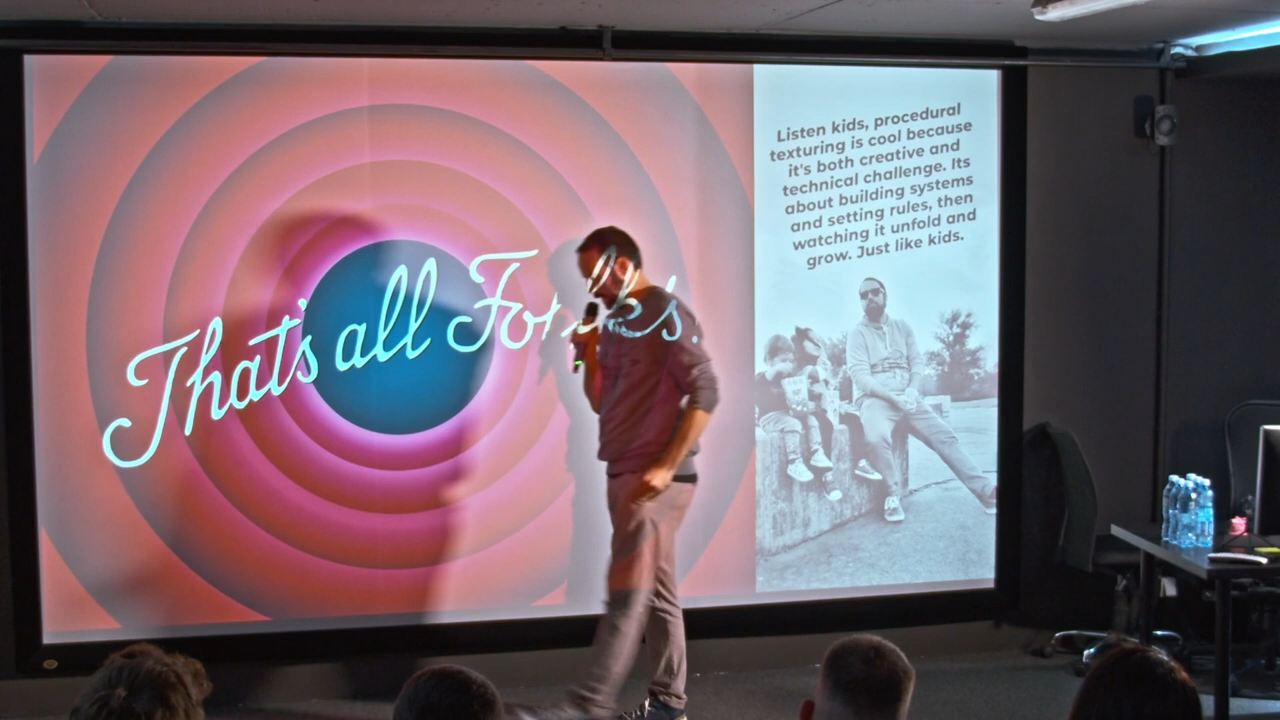 That's all Folks.
Listen kids, procedural
texturing is cool because
it's both creative and
technical challenge. Its
about building systems
and setting rules, then
watching it unfold and
grow. Just like kids.